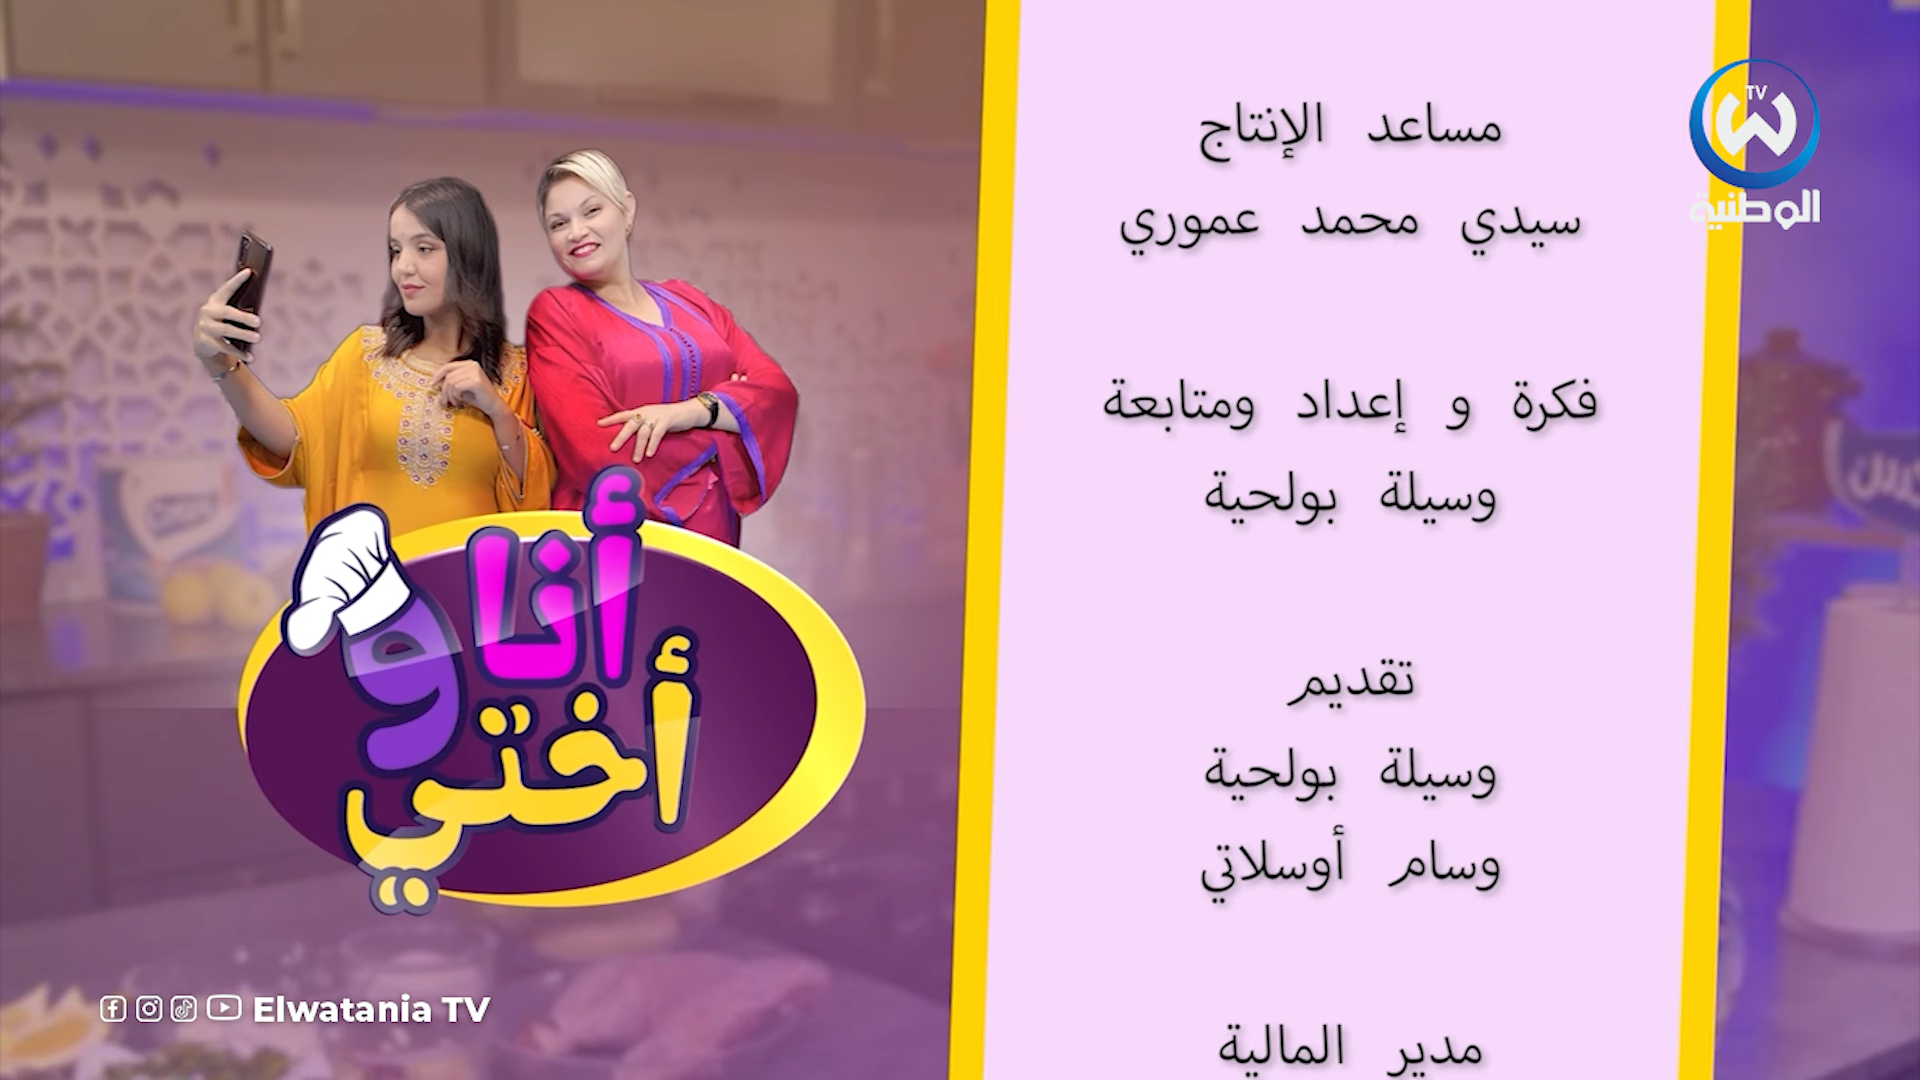 مساعد الإنتاج
سيدي محمد عموري
فكرة و إعداد ومتابعة
وسيلة بولحية
تقديم
وسيلة بولحية
وسام أوسلاتي
مدير المالية
أنا و
أختي
TV
الوطنية
Elwatania TV